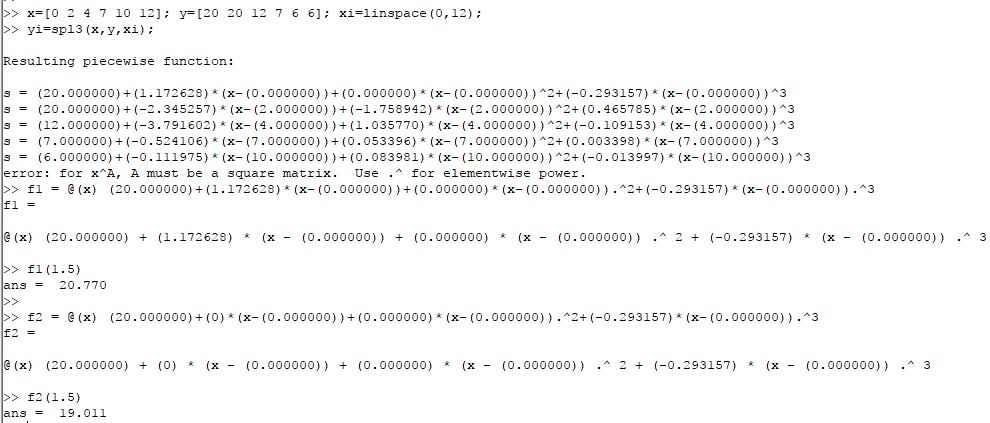 >> x=[0 2 4 7 10 12]; y=[20 20 12 7 6 6]; xi=linspace(0,12);
>> yi=spl3(x,y,xi);
Resulting piecewise function:
s = (20.000000)+(1.172628)*(x-(0.000000))+(0.000000)*(x-(0.000000))^2+(-0.293157)*(x-(0.000000))^3
s = (20.000000)+(-2.345257)*(x-(2.000000))+(-1.758942)*(x-(2.000000))^2+(0.465785)*(x-(2.000000))^3
s = (12.000000)+(-3.791602)*(x-(4.000000))+(1.035770)*(x-(4.000000))^2+(-0.109153)*(x-(4.000000))^3
s = (7.000000)+(-0.524106)*(x-(7.000000))+(0.053396)*(x-(7.000000))^2+(0.003398)*(x-(7.000000))^3
s = (6.000000)+(-0.111975)*(x-(10.000000))+(0.083981)*(x-(10.000000))^2+(-0.013997)*(x-(10.000000))^3
error: for x^A, A must be a square matrix.  Use .^ for elementwise power.
>> f1 = @(x) (20.000000)+(1.172628)*(x-(0.000000))+(0.000000)*(x-(0.000000)).^2+(-0.293157)*(x-(0.000000)).^3
f1 =
@(x) (20.000000) + (1.172628) * (x - (0.000000)) + (0.000000) * (x - (0.000000)) .^ 2 + (-0.293157) * (x - (0.000000)) .^ 3
>> f1(1.5)
ans =  20.770
>>
>> f2 = @(x) (20.000000)+(0)*(x-(0.000000))+(0.000000)*(x-(0.000000)).^2+(-0.293157)*(x-(0.000000)).^3
f2 =
@(x) (20.000000) + (0) * (x - (0.000000)) + (0.000000) * (x - (0.000000)) .^ 2 + (-0.293157) * (x - (0.000000)) .^ 3
>> f2(1.5)
ans =  19.011